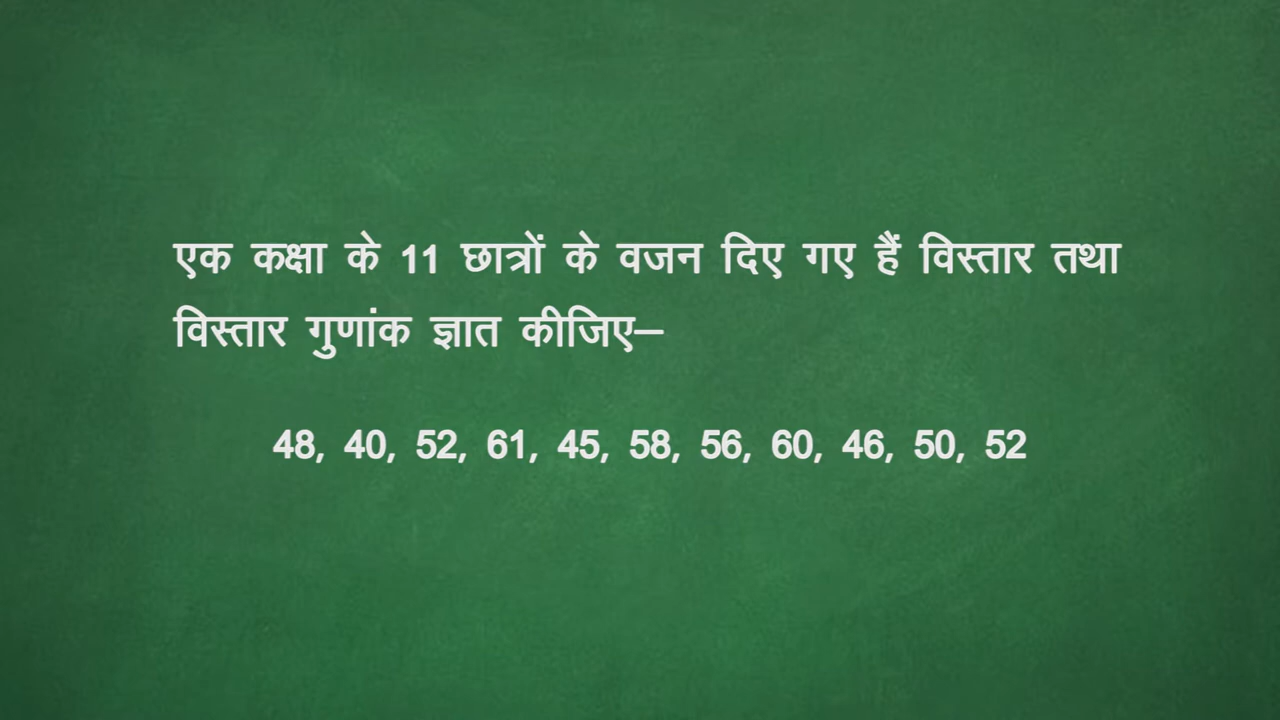 एक कक्षा के 11 छात्रों के वजन दिए गए हैं विस्तार तथा
विस्तार गुणांक ज्ञात कीजिए–
48, 40, 52, 61, 45, 58, 56, 60, 46, 50, 52